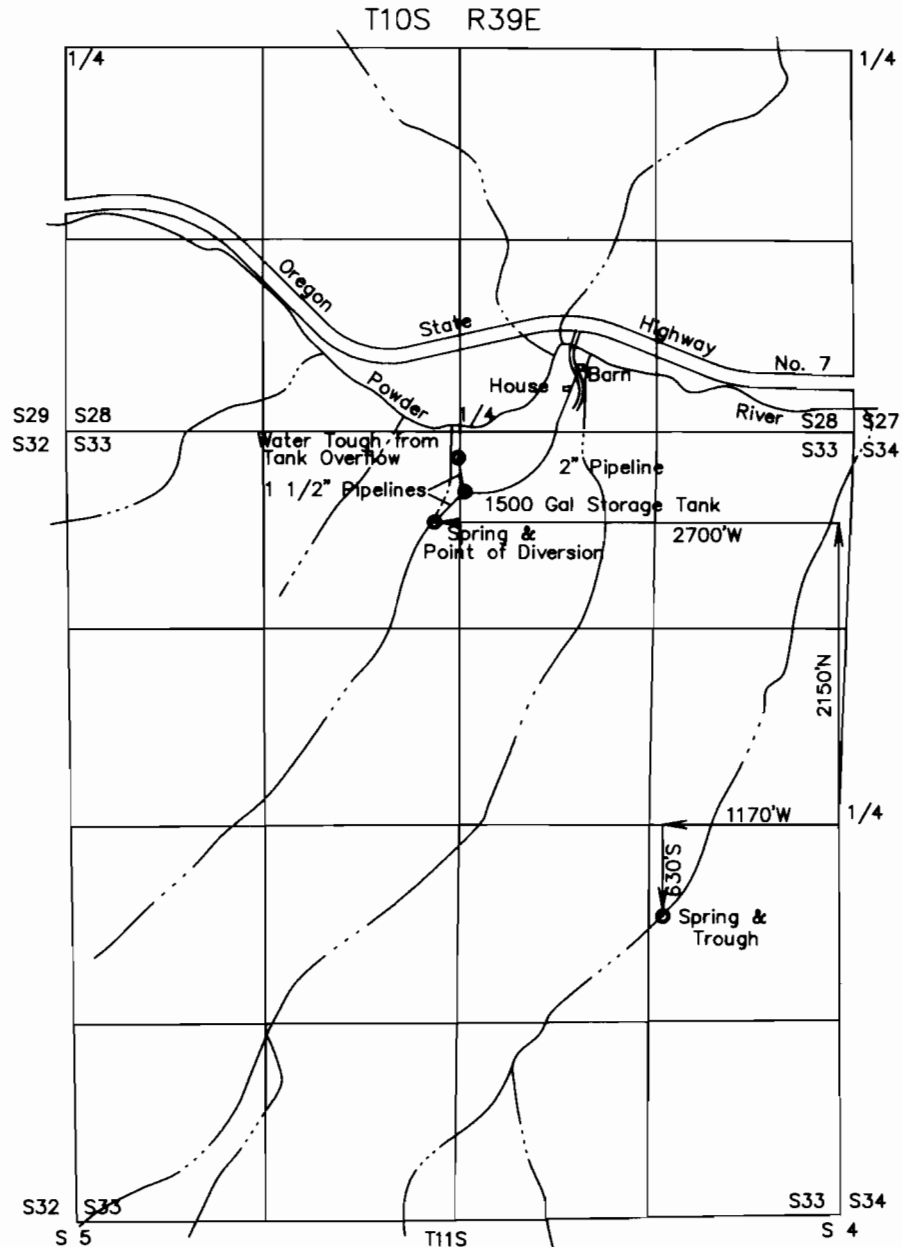 T10S R39E
1/4 1/4
Oregon
State
Highway
No. 7
House Barn
Powder
River
1/4
S29 S28 S28 S27
S32 S33 S33 S34
Water Tough from
Tank Overflow
2" Pipeline
1 1/2" Pipelines
1500 Gal Storage Tank
Spring &
Point of Diversion
2700'W
2150'N
1170'W 1/4
630'S
Spring &
Trough
S32 S33 S33 S34
S 5 T11S S 4